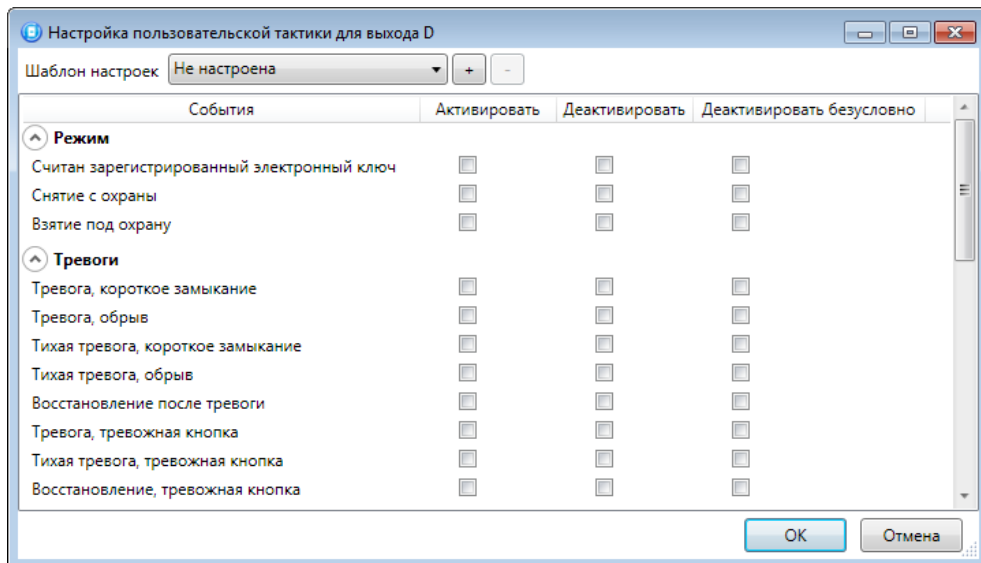 Настройка пользовательской тактики для выхода D
Шаблон настроек Не настроена + -
События Активировать Деактивировать Деактивировать безусловно
Режим
Считан зарегистрированный электронный ключ
Снятие с охраны
Взятие под охрану
Тревоги
Тревога, короткое замыкание
Тревога, обрыв
Тихая тревога, короткое замыкание
Тихая тревога, обрыв
Восстановление после тревоги
Тревога, тревожная кнопка
Тихая тревога, тревожная кнопка
Восстановление, тревожная кнопка
ОК Отмена